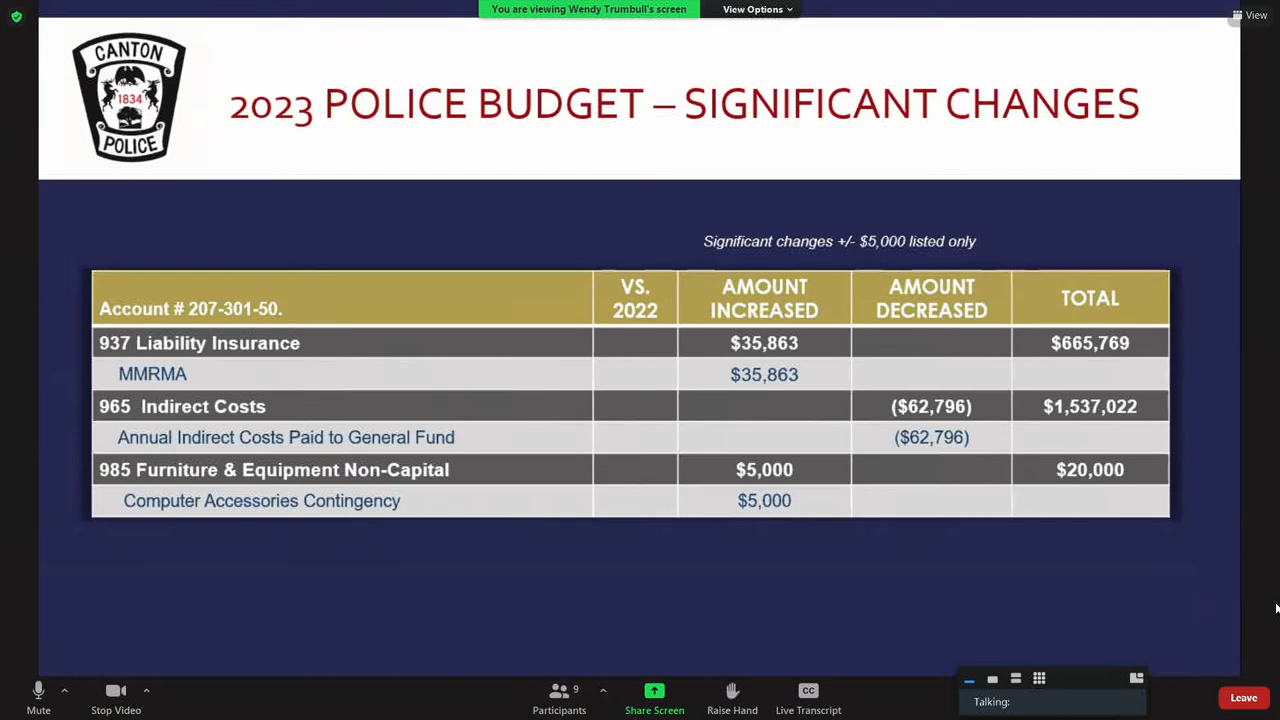 You are viewing Wendy Trumbull's screen
View Options
View
CANTON
1834
POLICE
2023 POLICE BUDGET – SIGNIFICANT CHANGES
Significant changes +/- $5,000 listed only
Account # 207-301-50. VS. 2022 AMOUNT INCREASED AMOUNT DECREASED TOTAL
937 Liability Insurance $35,863 $665,769
MMRMA $35,863
965 Indirect Costs ($62,796) $1,537,022
Annual Indirect Costs Paid to General Fund ($62,796)
985 Furniture & Equipment Non-Capital $5,000 $20,000
Computer Accessories Contingency $5,000
Mute
Stop Video
9
Participants
Share Screen
Raise Hand
CC
Live Transcript
Talking:
Leave